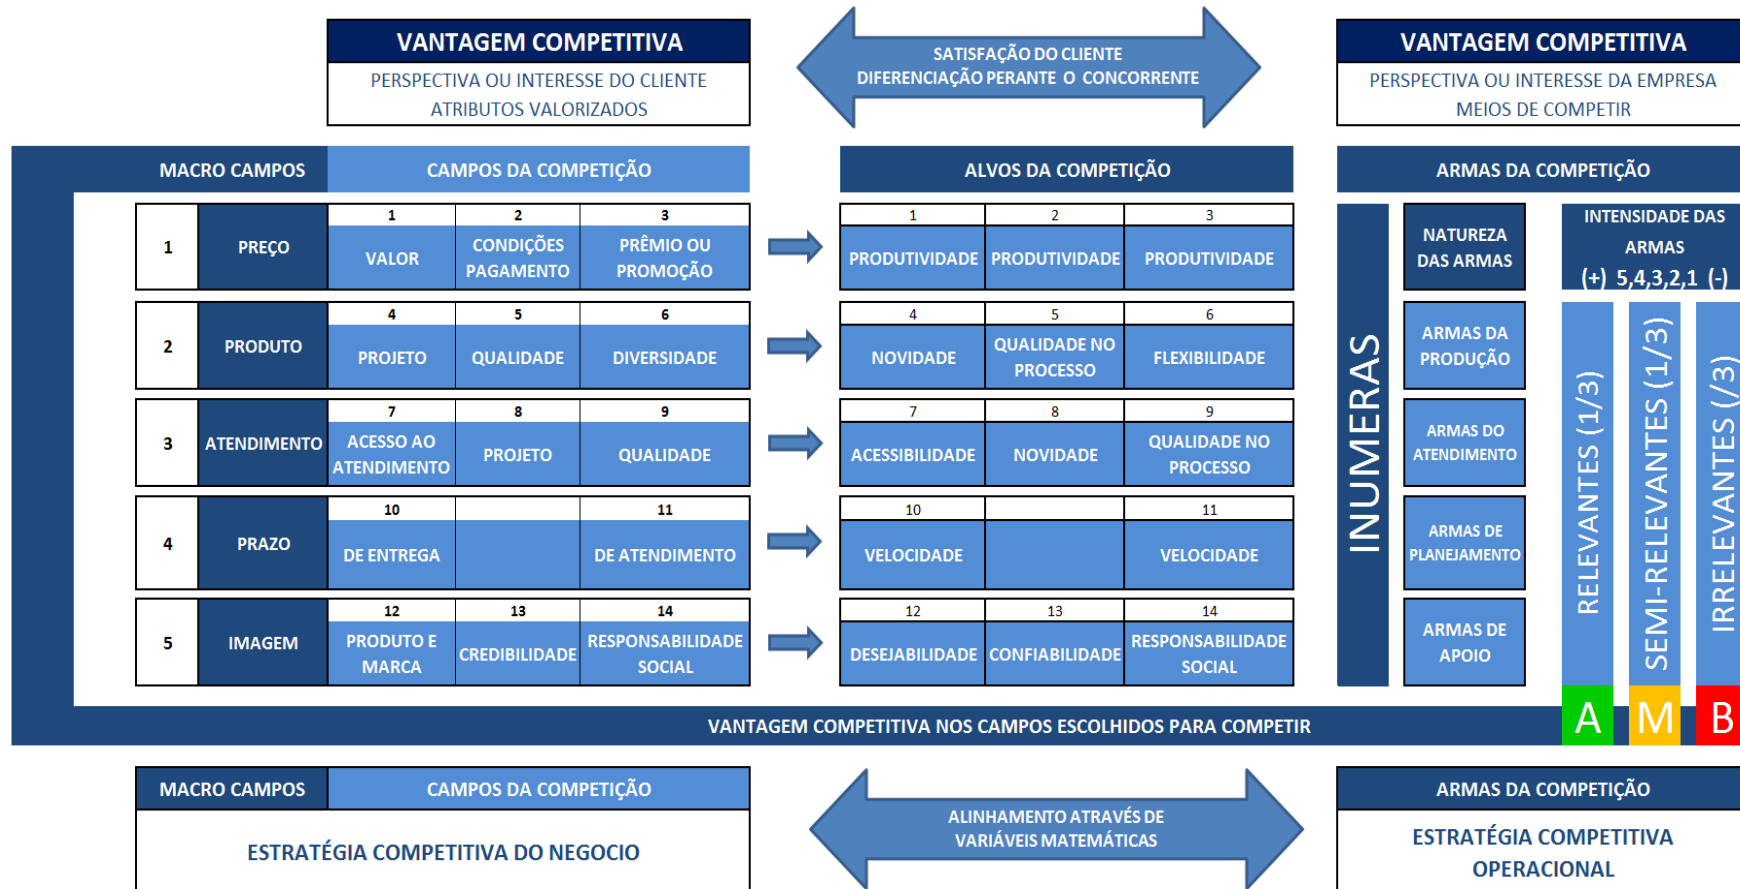 VANTAGEM COMPETITIVA
PERSPECTIVA OU INTERESSE DO CLIENTE
ATRIBUTOS VALORIZADOS
SATISFAÇÃO DO CLIENTE
DIFERENCIAÇÃO PERANTE O CONCORRENTE
VANTAGEM COMPETITIVA
PERSPECTIVA OU INTERESSE DA EMPRESA
MEIOS DE COMPETIR
MACRO CAMPOS
CAMPOS DA COMPETIÇÃO
ALVOS DA COMPETIÇÃO
ARMAS DA COMPETIÇÃO
1
PREÇO
1
2
3
VALOR
CONDIÇÕES
PAGAMENTO
PRÊMIO OU
PROMOÇÃO
1
2
3
PRODUTIVIDADE
PRODUTIVIDADE
PRODUTIVIDADE
2
PRODUTO
4
5
6
PROJETO
QUALIDADE
DIVERSIDADE
4
5
6
NOVIDADE
QUALIDADE NO
PROCESSO
FLEXIBILIDADE
3
ATENDIMENTO
7
8
9
ACESSO AO
ATENDIMENTO
PROJETO
QUALIDADE
7
8
9
ACESSIBILIDADE
NOVIDADE
QUALIDADE NO
PROCESSO
4
PRAZO
10
11
DE ENTREGA
DE ATENDIMENTO
10
11
VELOCIDADE
VELOCIDADE
5
IMAGEM
12
13
14
PRODUTO E
MARCA
CREDIBILIDADE
RESPONSABILIDADE
SOCIAL
12
13
14
DESEJABILIDADE
CONFIABILIDADE
RESPONSABILIDADE
SOCIAL
INUMERAS
NATUREZA
DAS ARMAS
ARMAS DA
PRODUÇÃO
ARMAS DO
ATENDIMENTO
ARMAS DE
PLANEJAMENTO
ARMAS DE
APOIO
INTENSIDADE DAS
ARMAS
(+) 5,4,3,2,1 (-)
RELEVANTES (1/3)
SEMI-RELEVANTES (1/3)
IRRELEVANTES (/3)
A
M
B
VANTAGEM COMPETITIVA NOS CAMPOS ESCOLHIDOS PARA COMPETIR
MACRO CAMPOS
CAMPOS DA COMPETIÇÃO
ESTRATÉGIA COMPETITIVA DO NEGOCIO
ALINHAMENTO ATRAVÉS DE
VARIÁVEIS MATEMÁTICAS
ARMAS DA COMPETIÇÃO
ESTRATÉGIA COMPETITIVA
OPERACIONAL